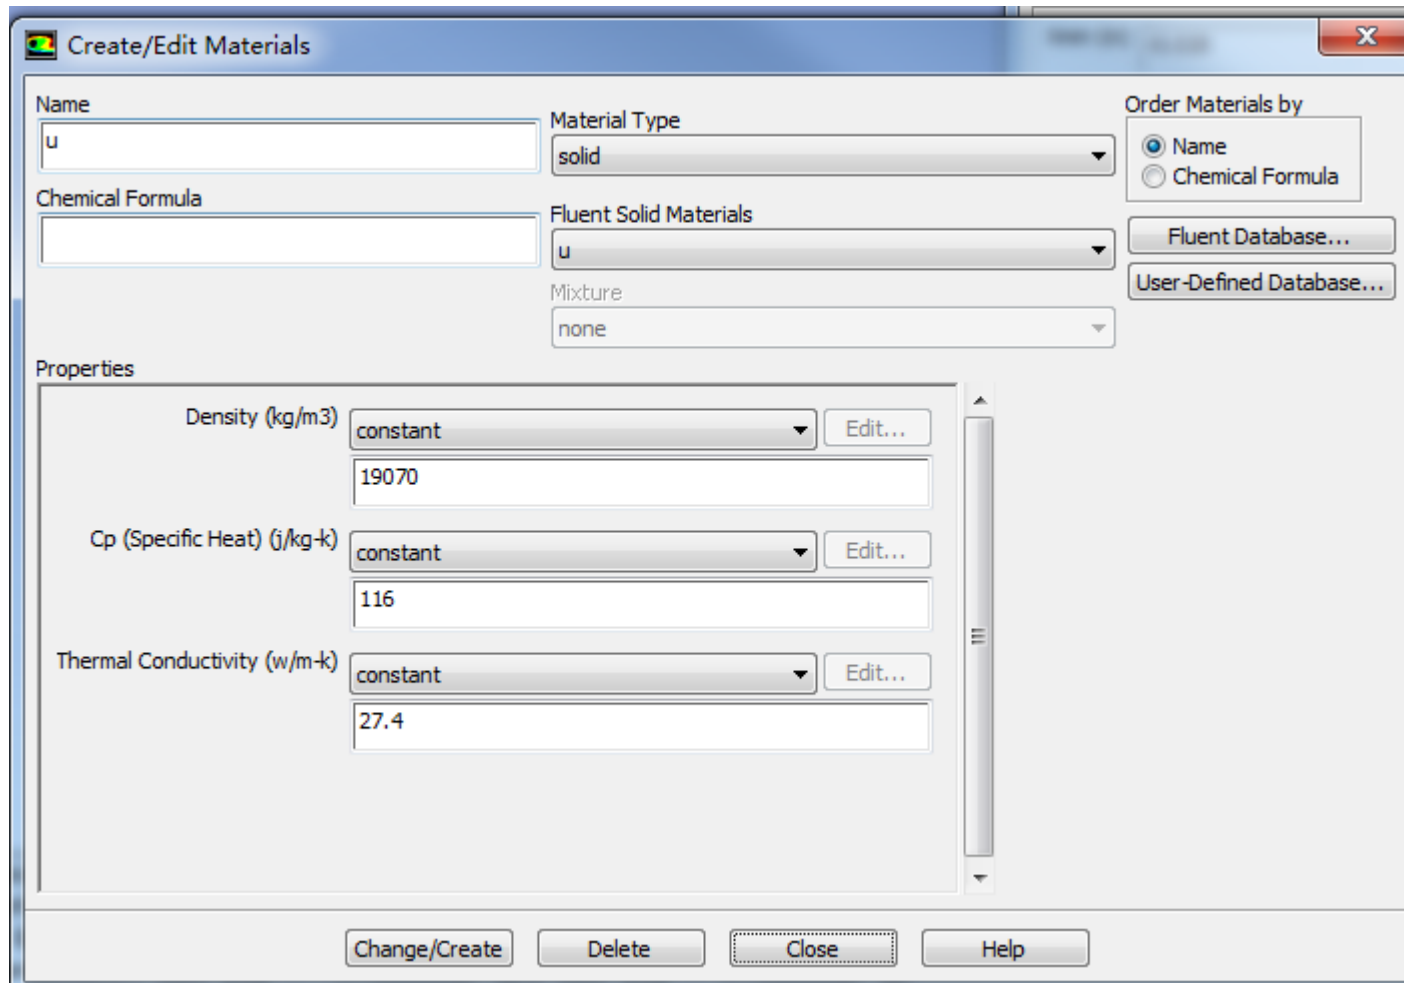 Create/Edit Materials
Name
u
Chemical Formula
Material Type
solid
Fluent Solid Materials
u
Mixture
none
Order Materials by
Name
Chemical Formula
Fluent Database...
User-Defined Database...
Properties
Density (kg/m3) constant Edit...
19070
Cp (Specific Heat) (j/kg-k) constant Edit...
116
Thermal Conductivity (w/m-k) constant Edit...
27.4
Change/Create Delete Close Help